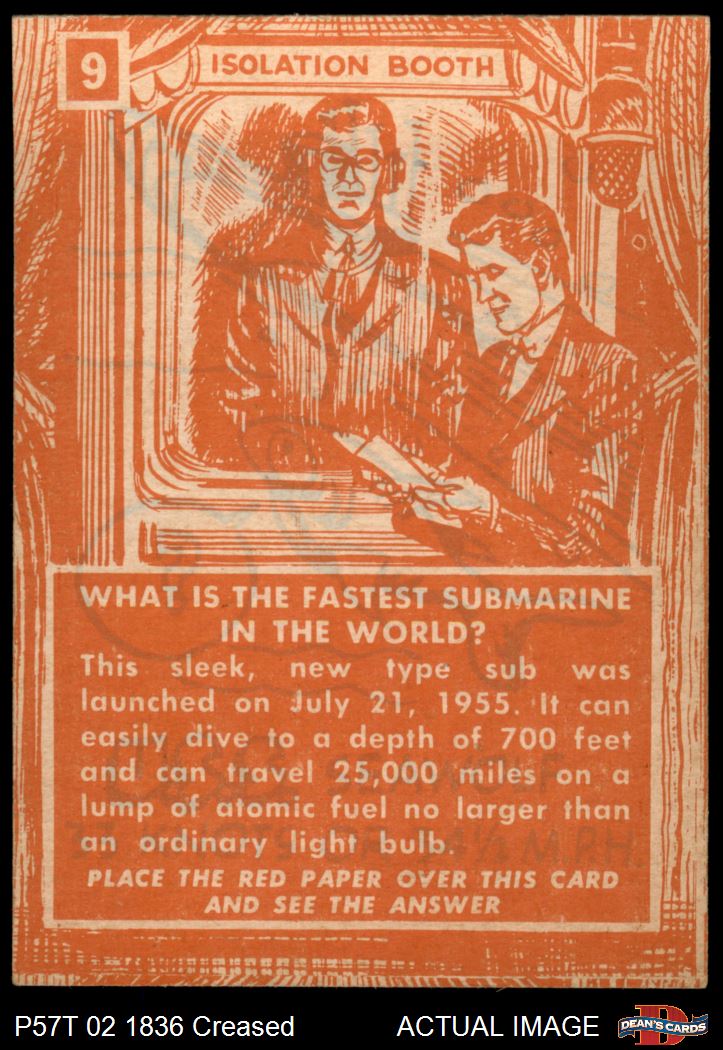 9
ISOLATION BOOTH
WHAT IS THE FASTEST SUBMARINE
IN THE WORLD?
This sleek, new type sub was
launched on July 21, 1955. It can
easily dive to a depth of 700 feet
and can travel 25,000 miles on a
lump of atomic fuel no larger than
an ordinary light bulb.
PLACE THE RED PAPER OVER THIS CARD
AND SEE THE ANSWER
P57T 02 1836 Creased
ACTUAL IMAGE
DEAN'S CARDS